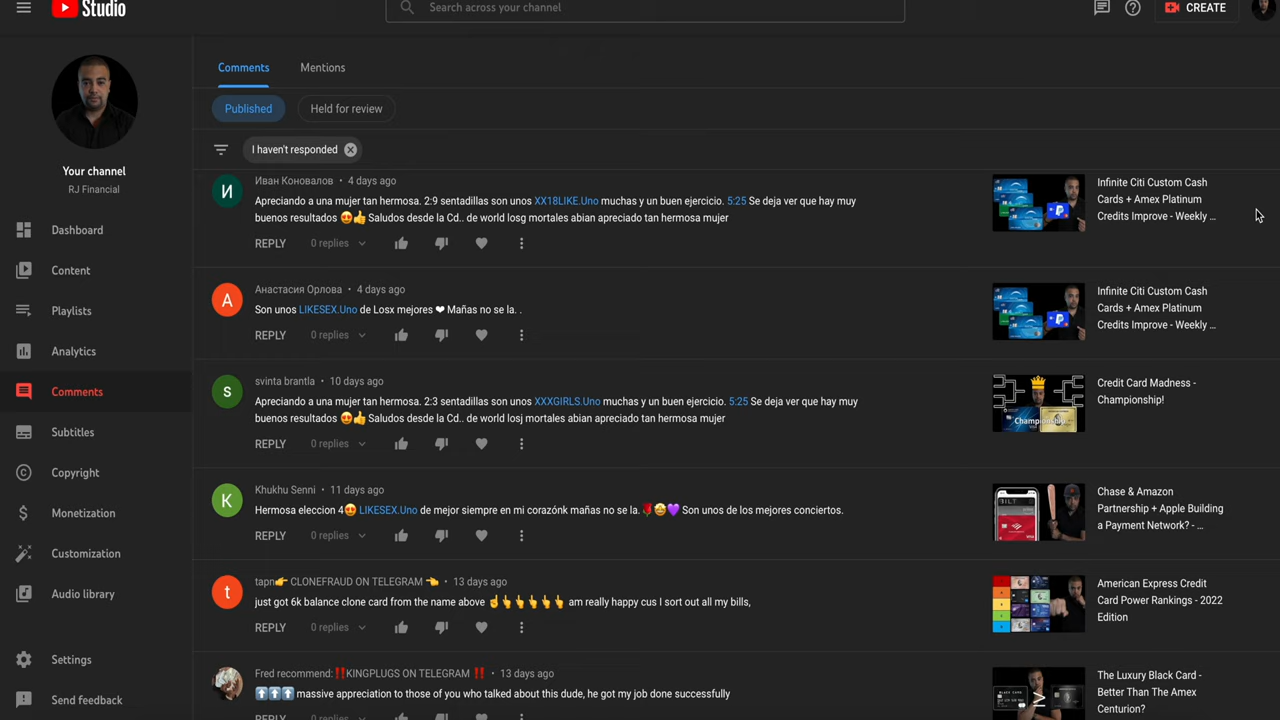 Studio
Search across your channel
CREATE
Your channel
RJ Financial
Dashboard
Content
Playlists
Analytics
Comments
Subtitles
Copyright
Monetization
Customization
Audio library
Settings
Send feedback
Comments Mentions
Published Held for review
I haven't responded
Иван Коновалов • 4 days ago
Apreciando a una mujer tan hermosa. 2:9 sentadillas son unos XX18LIKE.Uno muchas y un buen ejercicio. 5:25 Se deja ver que hay muy
buenos resultados 😍👍 Saludos desde la Cd.. de world losg mortales abian apreciado tan hermosa mujer
REPLY 0 replies
Infinite Citi Custom Cash
Cards + Amex Platinum
Credits Improve - Weekly ...
Анастасия Орлова • 4 days ago
Son unos LIKESEX.Uno de Losx mejores ❤ Mañas no se la. .
REPLY 0 replies
Infinite Citi Custom Cash
Cards + Amex Platinum
Credits Improve - Weekly ...
svinta brantla • 10 days ago
Apreciando a una mujer tan hermosa. 2:3 sentadillas son unos XXXGIRLS.Uno muchas y un buen ejercicio. 5:25 Se deja ver que hay muy
buenos resultados 😍👍 Saludos desde la Cd.. de world losj mortales abian apreciado tan hermosa mujer
REPLY 0 replies
Championship
Credit Card Madness -
Championship!
Khukhu Senni • 11 days ago
Hermosa eleccion 4😍 LIKESEX.Uno de mejor siempre en mi corazónk mañas no se la.🌹🤩💜 Son unos de los mejores conciertos.
REPLY 0 replies
Chase & Amazon
Partnership + Apple Building
a Payment Network? - ...
tapn👉 CLONEFRAUD ON TELEGRAM 👈 • 13 days ago
just got 6k balance clone card from the name above ☝👆👆👆👆👆 am really happy cus I sort out all my bills,
REPLY 0 replies
American Express Credit
Card Power Rankings - 2022
Edition
Fred recommend:‼️KINGPLUGS ON TELEGRAM ‼️ • 13 days ago
⬆⬆⬆ massive appreciation to those of you who talked about this dude, he got my job done successfully
The Luxury Black Card -
Better Than The Amex
Centurion?